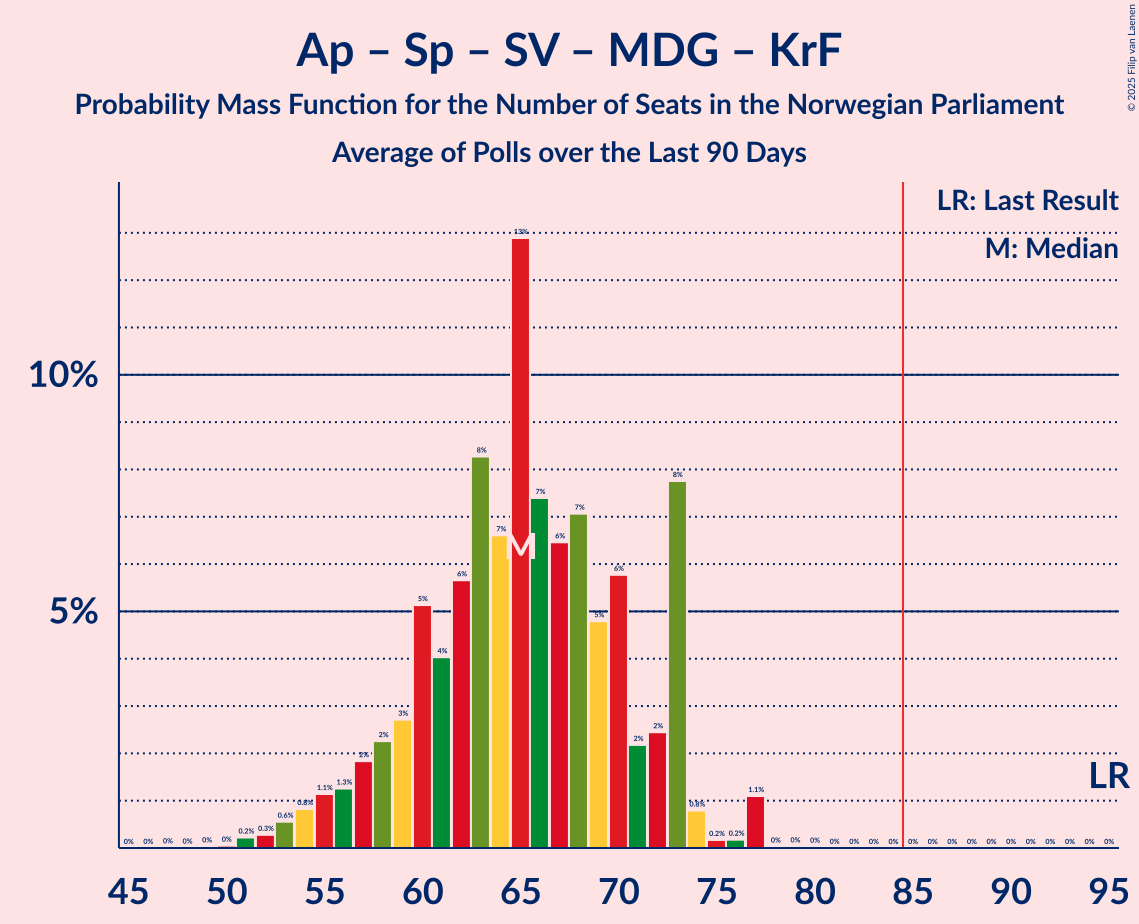 Ap – Sp – SV – MDG – KrF
Probability Mass Function for the Number of Seats in the Norwegian Parliament
Average of Polls over the Last 90 Days
© 2025 Filip van Laenen
LR: Last Result
M: Median
10%
5%
0% 0% 0% 0% 0% 0% 0.2% 0.3% 0.6% 0.8% 1.1% 1.3% 2% 2% 3% 5% 4% 6% 8% 7% 13% 7% 6% 7% 5% 6% 2% 2% 8% 0.8% 0.2% 0.2% 1.1% 0% 0% 0% 0% 0% 0% 0% 0% 0% 0% 0% 0% 0% 0% 0% 0% 0% 0%
M
LR
45 50 55 60 65 70 75 80 85 90 95